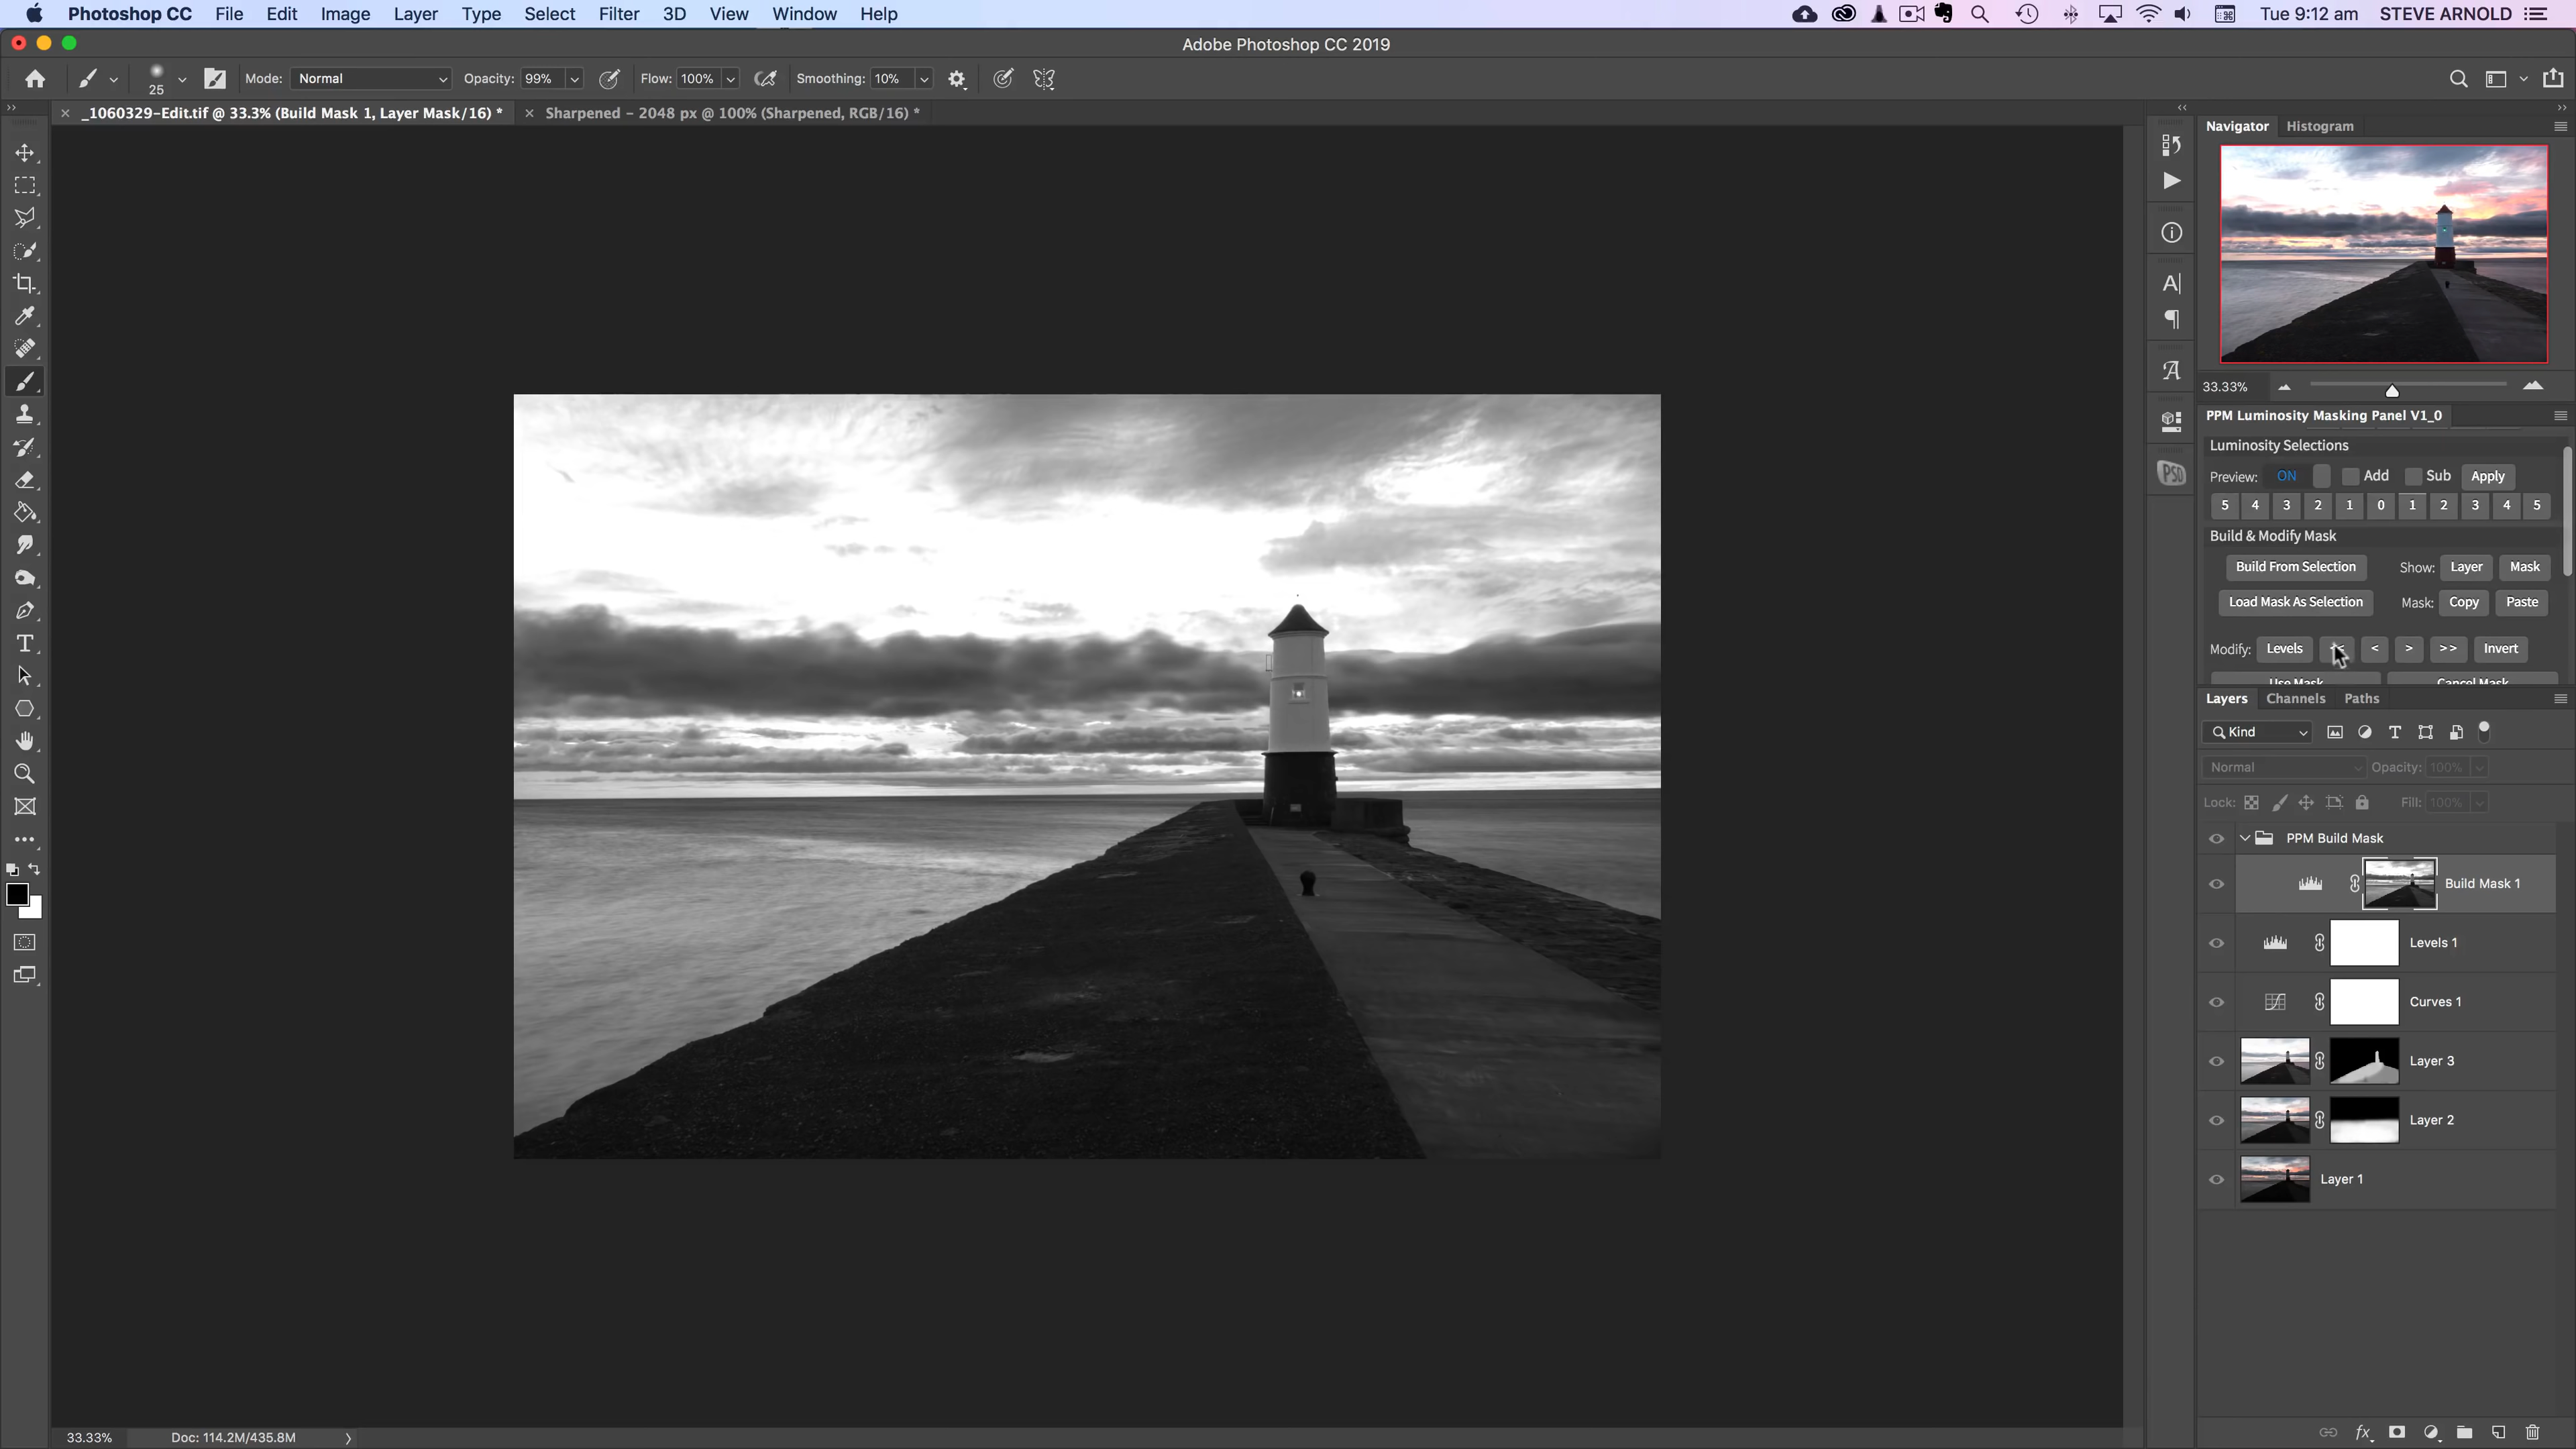 Photoshop CC File Edit Image Layer Type Select Filter 3D View Window Help Tue 9:12 am STEVE ARNOLD
Adobe Photoshop CC 2019
25 Mode: Normal Opacity: 99% Flow: 100% Smoothing: 10%
_1060329-Edit.tif @ 33.3% (Build Mask 1, Layer Mask/16) * Sharpened - 2048 px @ 100% (Sharpened, RGB/16) *
Navigator Histogram
33.33%
PPM Luminosity Masking Panel V1_0
Luminosity Selections
Preview: ON Add Sub Apply
5 4 3 2 1 0 1 2 3 4 5
Build & Modify Mask
Build From Selection Show: Layer Mask
Load Mask As Selection Mask: Copy Paste
Modify: Levels < > >> Invert
Use Mask Cancel Mask
Layers Channels Paths
Kind
Normal Opacity: 100%
Lock: Fill: 100%
PPM Build Mask
Build Mask 1
Levels 1
Curves 1
Layer 3
Layer 2
Layer 1
33.33% Doc: 114.2M/435.8M